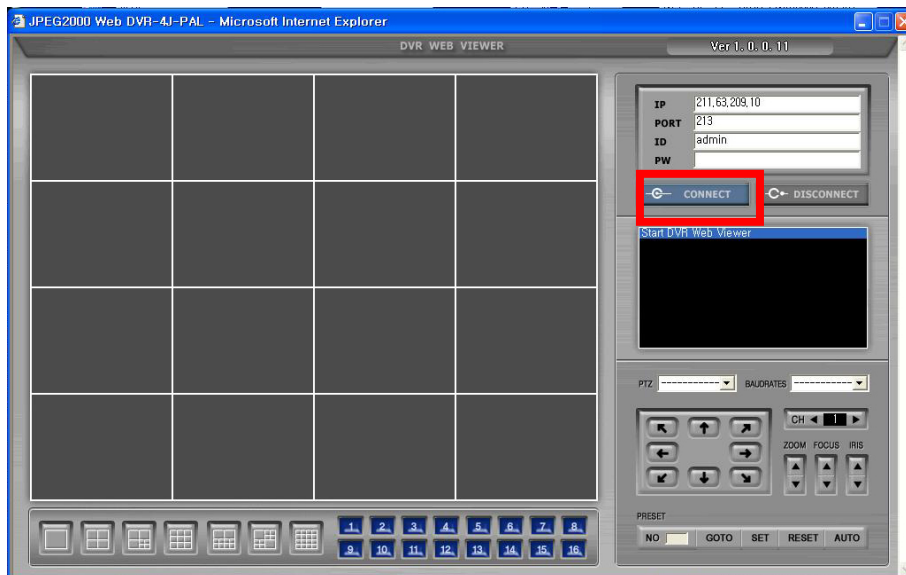 JPEG2000 Web DVR-4J-PAL - Microsoft Internet Explorer
DVR WEB VIEWER
Ver 1, 0, 0, 11
IP 211,63,209,10
PORT 213
ID admin
PW
CONNECT DISCONNECT
Start DVR Web Viewer
PTZ ----------- BAUDRATES -----------
CH 1
ZOOM FOCUS IRIS
PRESET
NO GOTO SET RESET AUTO
1 2 3 4 5 6 7 8
9 10 11 12 13 14 15 16